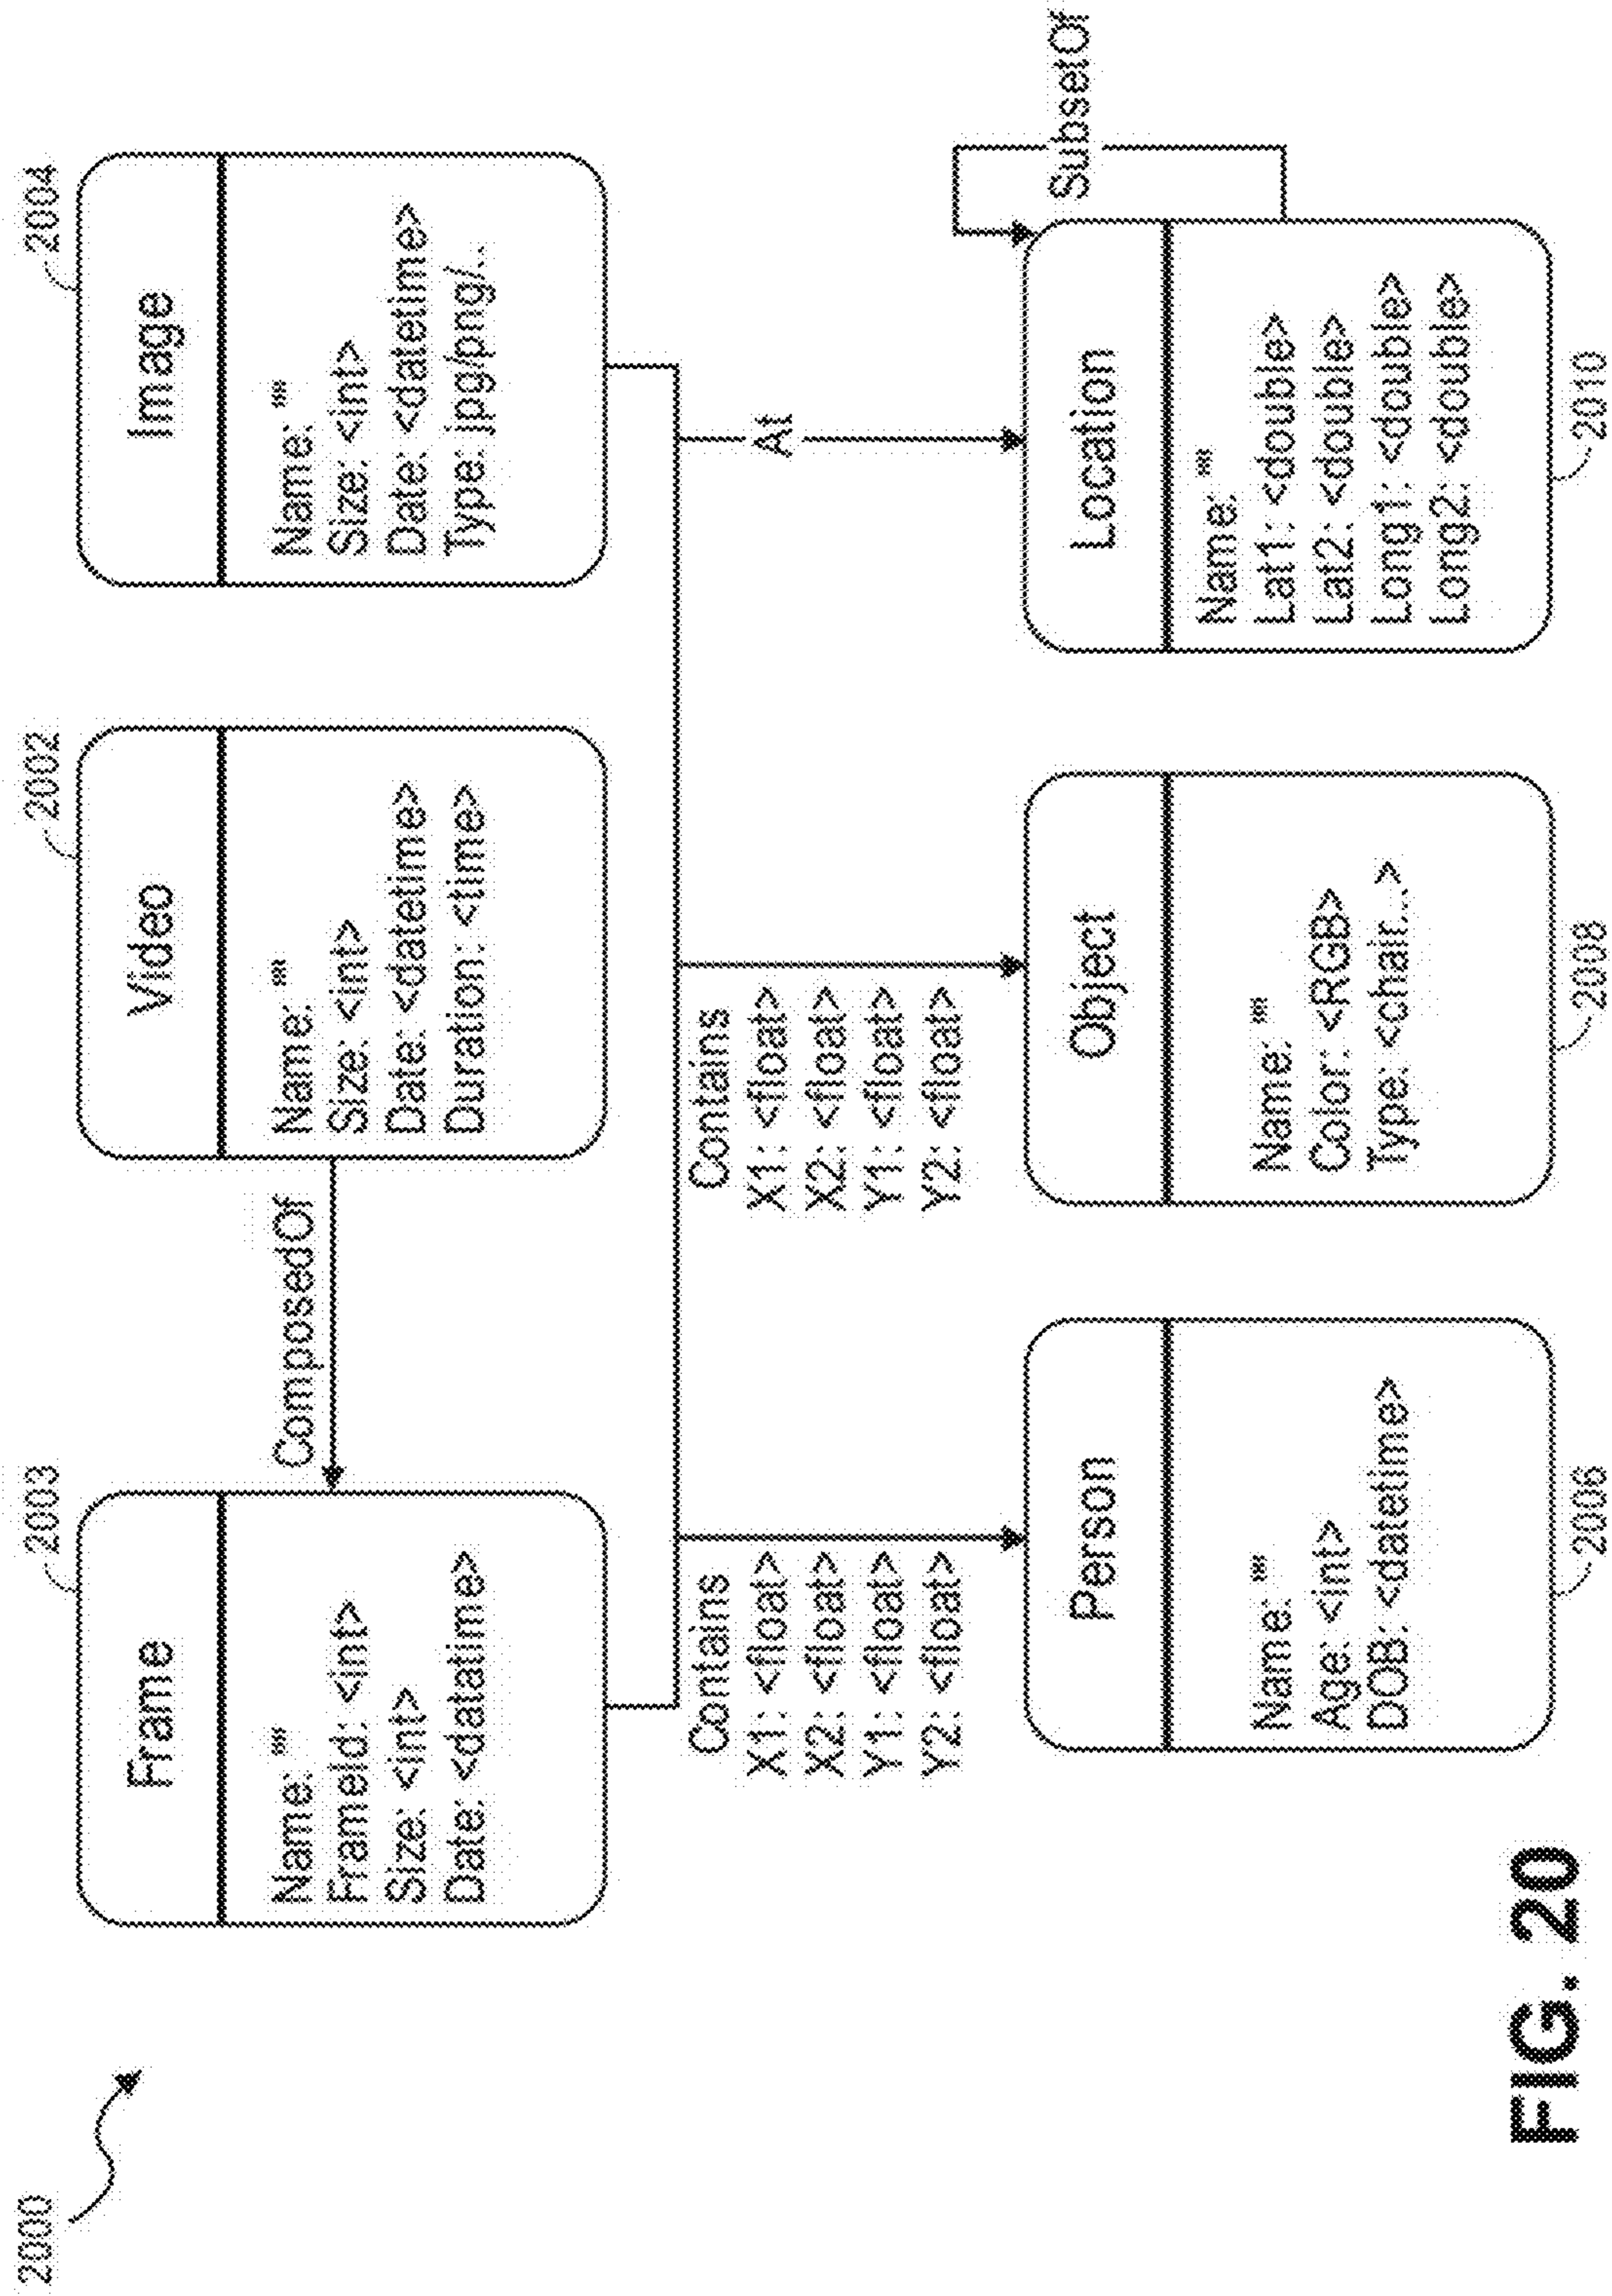 2000
2003
Frame
Name: ""
FrameId: <int>
Size: <int>
Date: <datatime>
ComposedOf
2002
Video
Name: ""
Size: <int>
Date: <datetime>
Duration: <time>
2004
Image
Name: ""
Size: <int>
Date: <datetime>
Type: jpg/png/..
Contains
X1: <float>
X2: <float>
Y1: <float>
Y2: <float>
Contains
X1: <float>
X2: <float>
Y1: <float>
Y2: <float>
At
SubsetOf
Person
Name: ""
Age: <int>
DOB: <datetime>
2006
Object
Name: ""
Color: <RGB>
Type: <chair...>
2008
Location
Name: ""
Lat1: <double>
Lat2: <double>
Long1: <double>
Long2: <double>
2010
FIG. 20